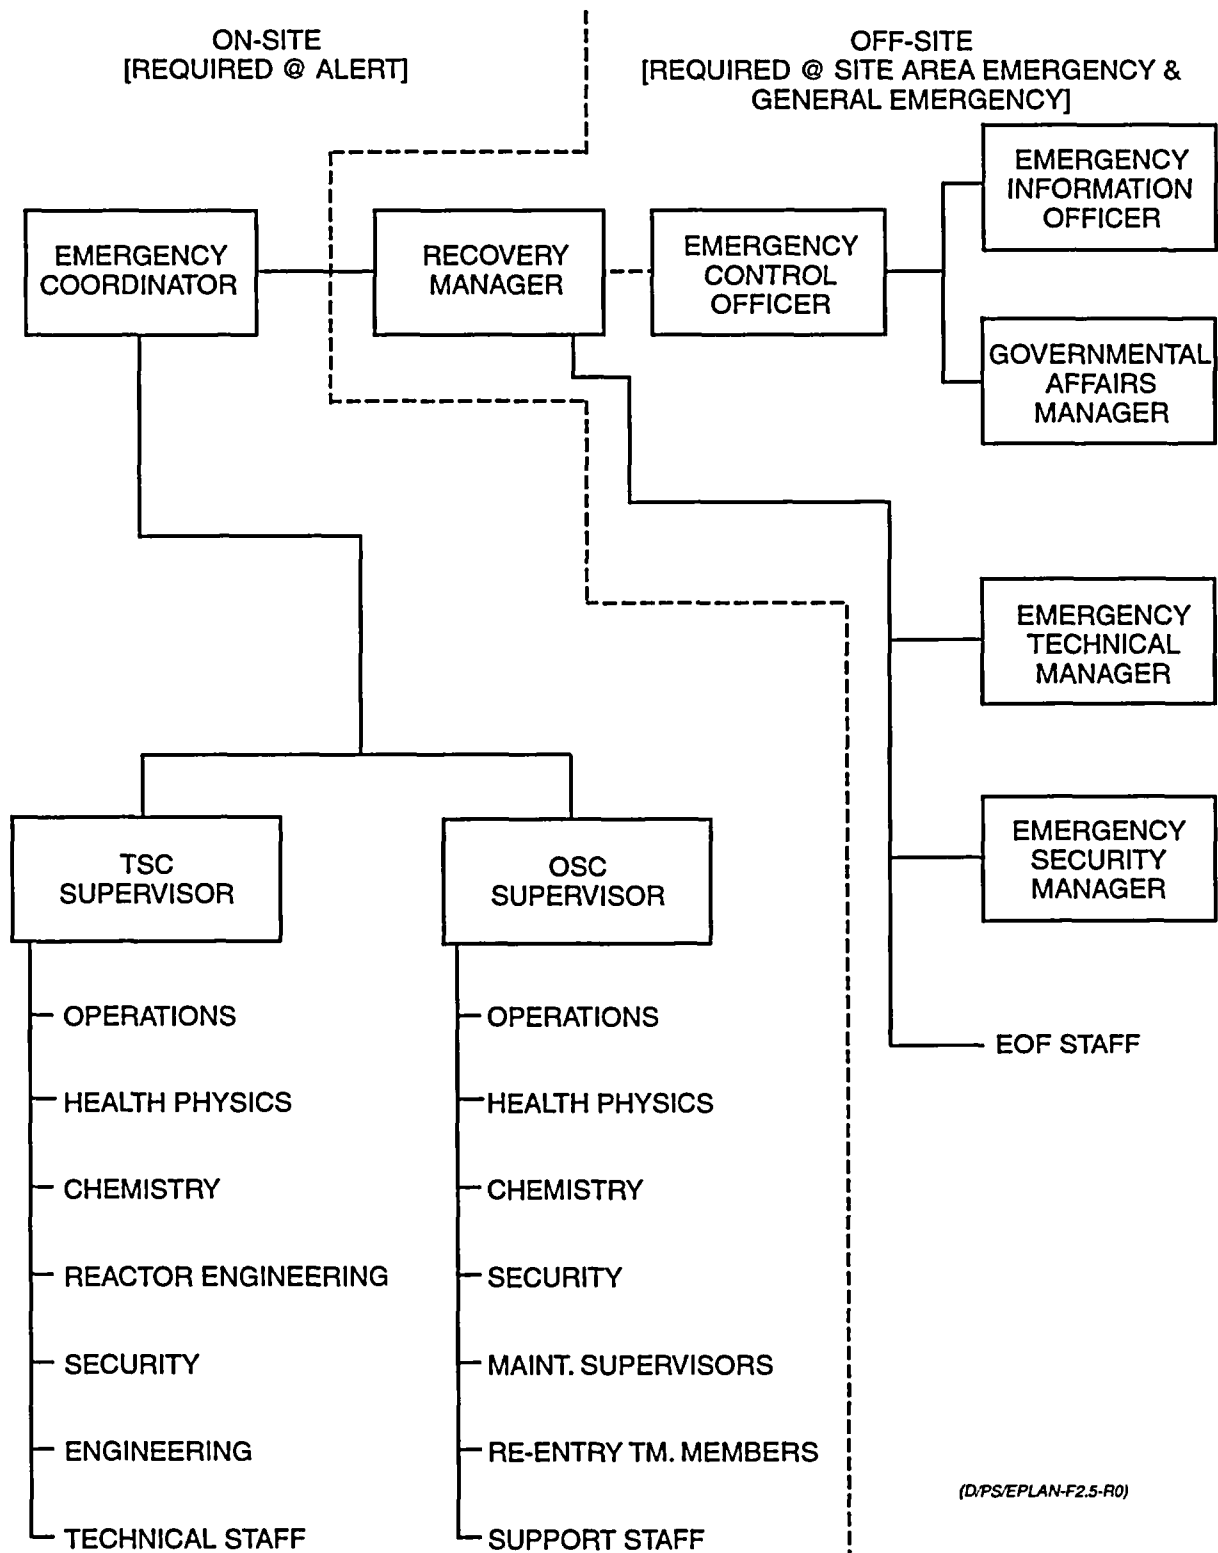 ON-SITE
[REQUIRED @ ALERT]
OFF-SITE
[REQUIRED @ SITE AREA EMERGENCY &
GENERAL EMERGENCY]
EMERGENCY
INFORMATION
OFFICER
EMERGENCY
COORDINATOR
RECOVERY
MANAGER
EMERGENCY
CONTROL
OFFICER
GOVERNMENTAL
AFFAIRS
MANAGER
EMERGENCY
TECHNICAL
MANAGER
EMERGENCY
SECURITY
MANAGER
EOF STAFF
TSC
SUPERVISOR
OPERATIONS
HEALTH PHYSICS
CHEMISTRY
REACTOR ENGINEERING
SECURITY
ENGINEERING
TECHNICAL STAFF
OSC
SUPERVISOR
OPERATIONS
HEALTH PHYSICS
CHEMISTRY
SECURITY
MAINT. SUPERVISORS
RE-ENTRY TM. MEMBERS
SUPPORT STAFF
(D/PS/EPLAN-F2.5-R0)